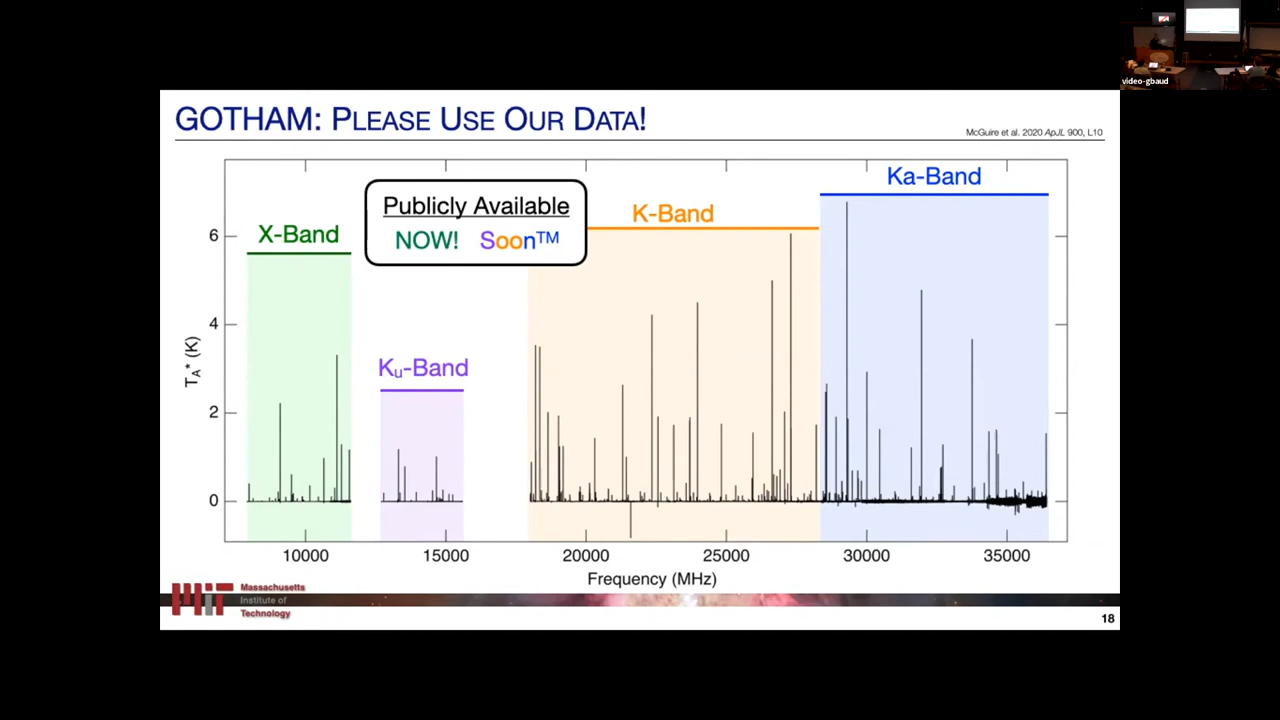 video-gbaud
GOTHAM: PLEASE USE OUR DATA!
McGuire et al. 2020 ApJL 900, L10
Ka-Band
Publicly Available
NOW! Soon™
K-Band
X-Band
Ku-Band
TA* (K)
6
4
2
0
10000
15000
20000
25000
30000
35000
Frequency (MHz)
MIT
Massachusetts
Institute of
Technology
18